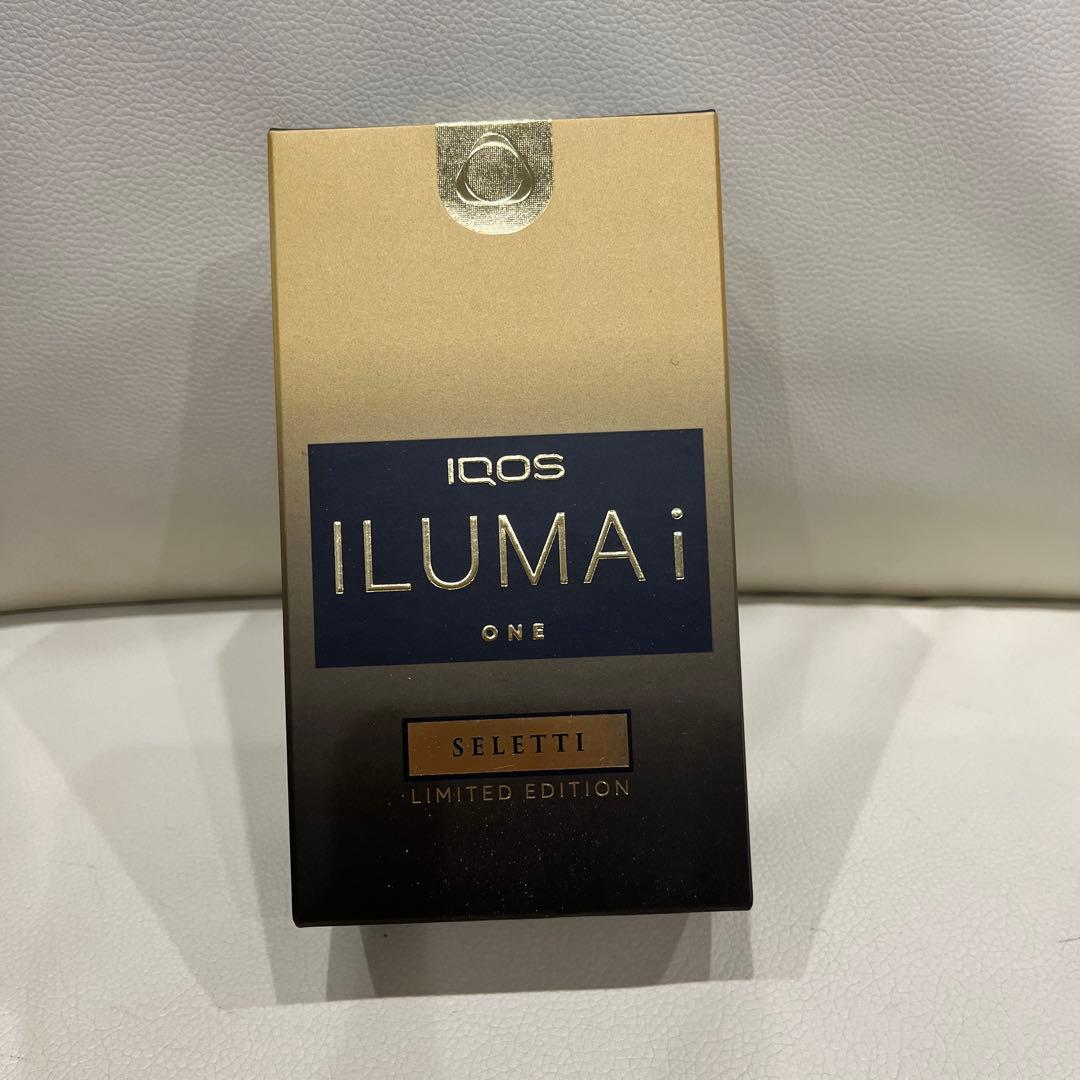 IQOS
ILUMA i
ONE
SELETTI
LIMITED EDITION